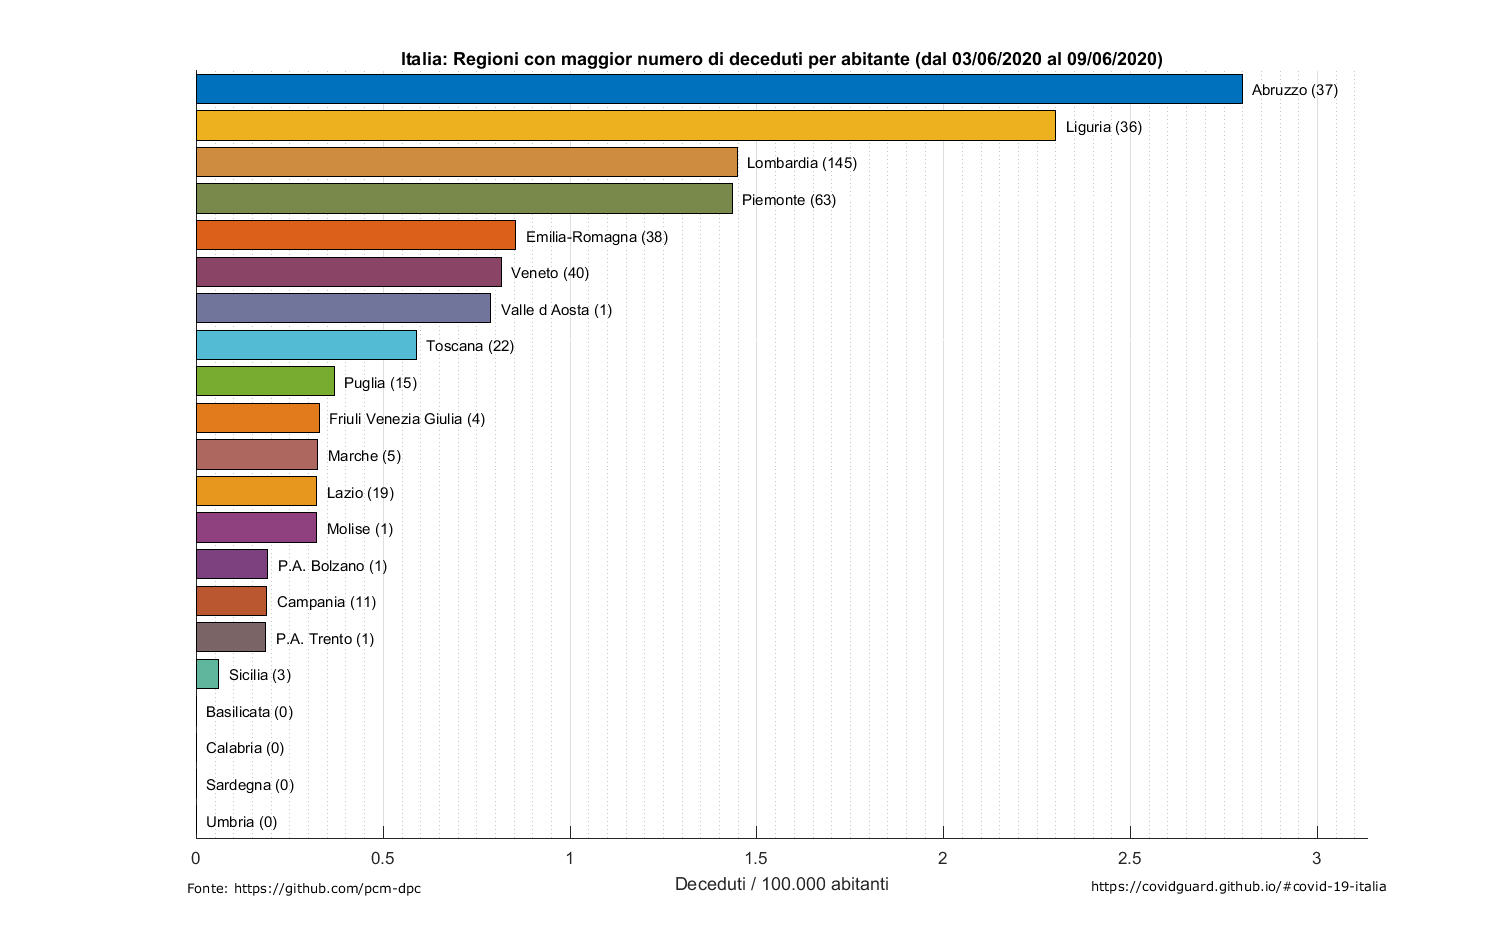 Italia: Regioni con maggior numero di deceduti per abitante (dal 03/06/2020 al 09/06/2020)
Abruzzo (37)
Liguria (36)
Lombardia (145)
Piemonte (63)
Emilia-Romagna (38)
Veneto (40)
Valle d Aosta (1)
Toscana (22)
Puglia (15)
Friuli Venezia Giulia (4)
Marche (5)
Lazio (19)
Molise (1)
P.A. Bolzano (1)
Campania (11)
P.A. Trento (1)
Sicilia (3)
Basilicata (0)
Calabria (0)
Sardegna (0)
Umbria (0)
0 0.5 1 1.5 2 2.5 3
Deceduti / 100.000 abitanti
Fonte: https://github.com/pcm-dpc
https://covidguard.github.io/#covid-19-italia